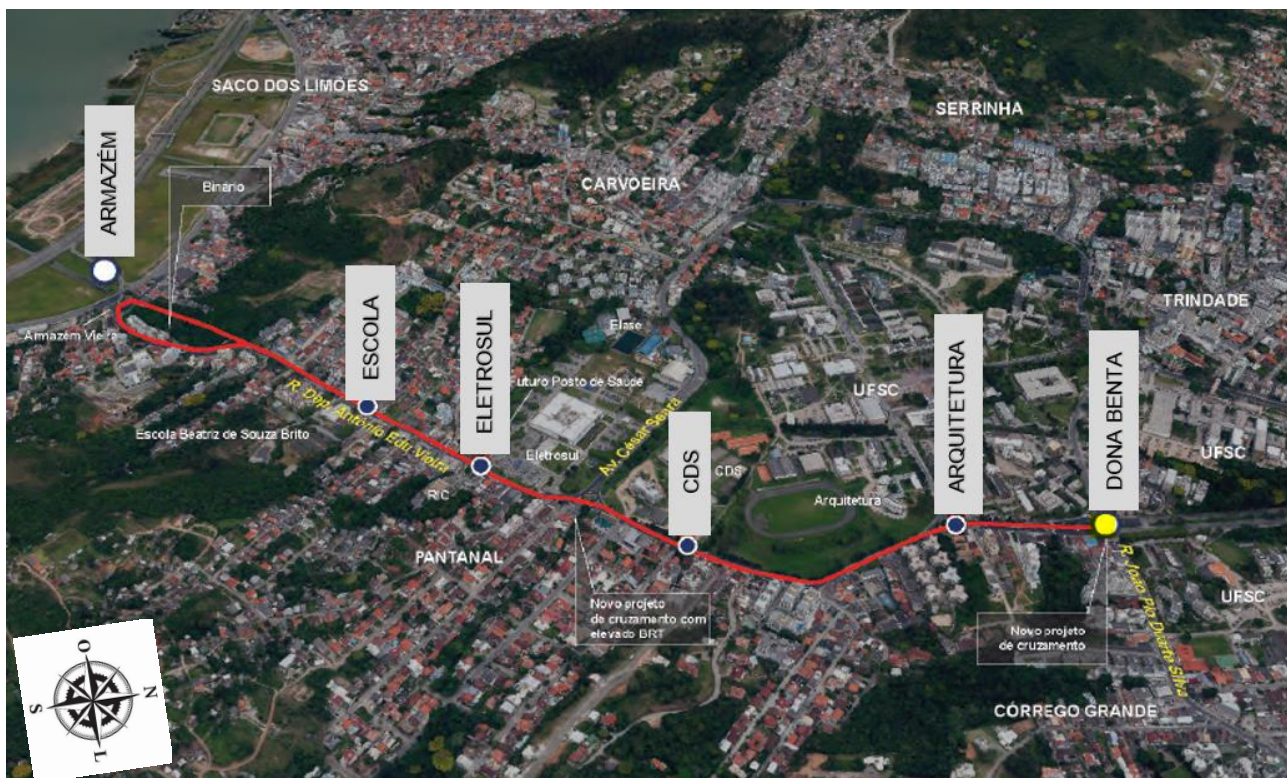 SACO DOS LIMÕES
ARMAZÉM
Binário
SERRINHA
CARVOEIRA
TRINDADE
Armazém Vieira
ESCOLA
ELETROSUL
Elase
Futuro Posto de Saúde
R. Dep. Antônio Edu Vieira
Escola Beatriz de Souza Brito
Eletrosul
Av. César Seara
UFSC
ARQUITETURA
DONA BENTA
UFSC
CDS
CDS
Arquitetura
RIC
PANTANAL
Novo projeto
de cruzamento com
elevado BRT
Novo projeto
de cruzamento
R. João Pio Duarte Silva
UFSC
CÓRREGO GRANDE
O
N
S
L